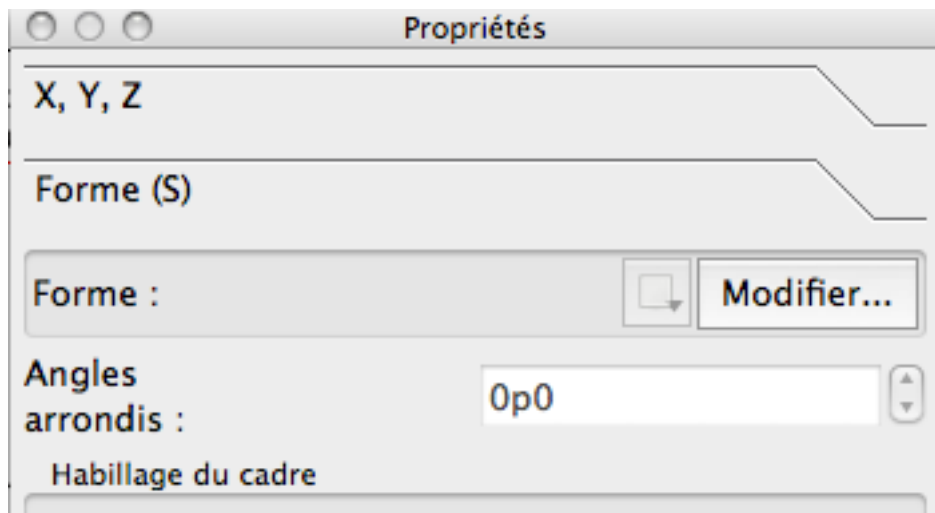 Propriétés
X, Y, Z
Forme (S)
Forme : Modifier...
Angles
arrondis : 0p0
Habillage du cadre